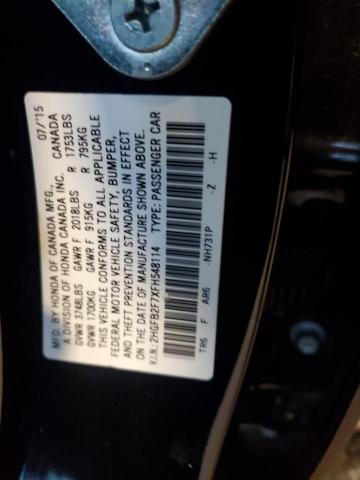 MFD. BY HONDA OF CANADA MFG., 07/'15
A DIVISION OF HONDA CANADA INC. CANADA
GVWR 3748LBS GAWR F 2018LBS R 1753LBS
GVWR 1700KG GAWR F 915KG R 795KG
THIS VEHICLE CONFORMS TO ALL APPLICABLE
FEDERAL MOTOR VEHICLE SAFETY, BUMPER,
AND THEFT PREVENTION STANDARDS IN EFFECT
ON THE DATE OF MANUFACTURE SHOWN ABOVE.
V.I.N.: 2HGFB2F7XFH548114 TYPE: PASSENGER CAR
TR6 F AR6 -NH731P -Z -H